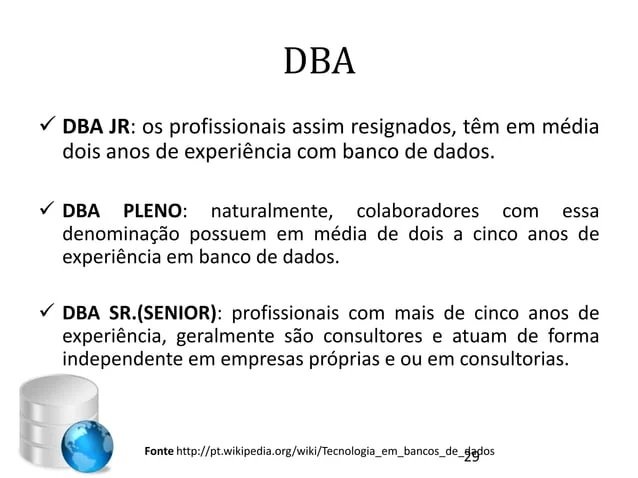 DBA
✓ DBA JR: os profissionais assim resignados, têm em média
dois anos de experiência com banco de dados.
✓ DBA PLENO: naturalmente, colaboradores com essa
denominação possuem em média de dois a cinco anos de
experiência em banco de dados.
✓ DBA SR.(SENIOR): profissionais com mais de cinco anos de
experiência, geralmente são consultores e atuam de forma
independente em empresas próprias e ou em consultorias.
Fonte http://pt.wikipedia.org/wiki/Tecnologia_em_bancos_de_dados
29